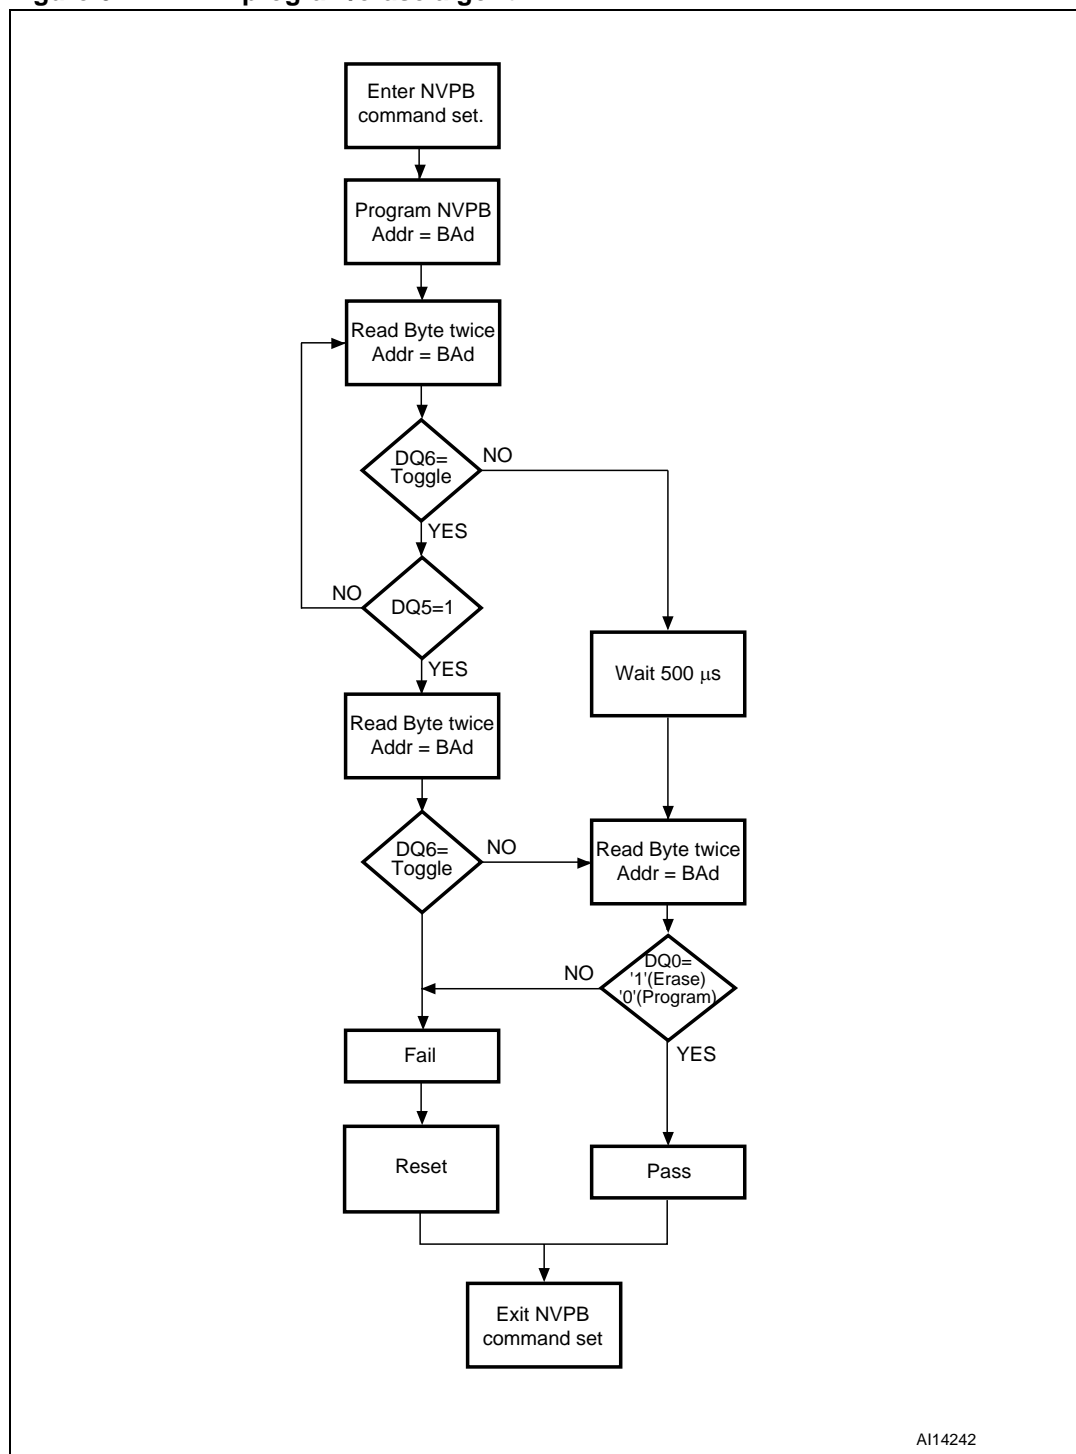 Enter NVPB
command set.
Program NVPB
Addr = BAd
Read Byte twice
Addr = BAd
DQ6=
Toggle
NO
YES
DQ5=1
NO
YES
Wait 500 μs
Read Byte twice
Addr = BAd
DQ6=
Toggle
NO
Read Byte twice
Addr = BAd
DQ0=
'1'(Erase)
'0'(Program)
NO
YES
Fail
Reset
Pass
Exit NVPB
command set
AI14242